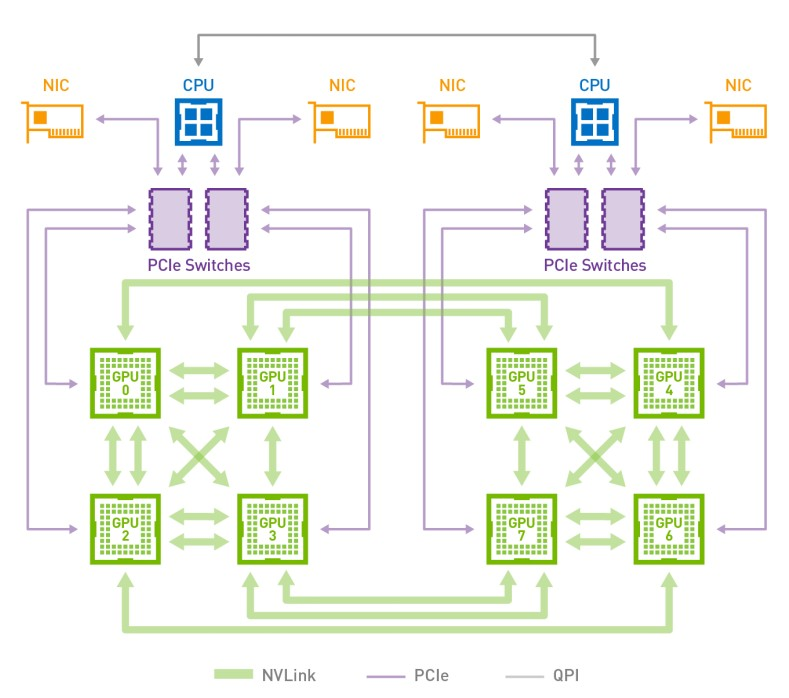 NIC
CPU
NIC
NIC
CPU
NIC
PCIe Switches
PCIe Switches
GPU
0
GPU
1
GPU
5
GPU
4
GPU
2
GPU
3
GPU
7
GPU
6
NVLink
PCIe
QPI